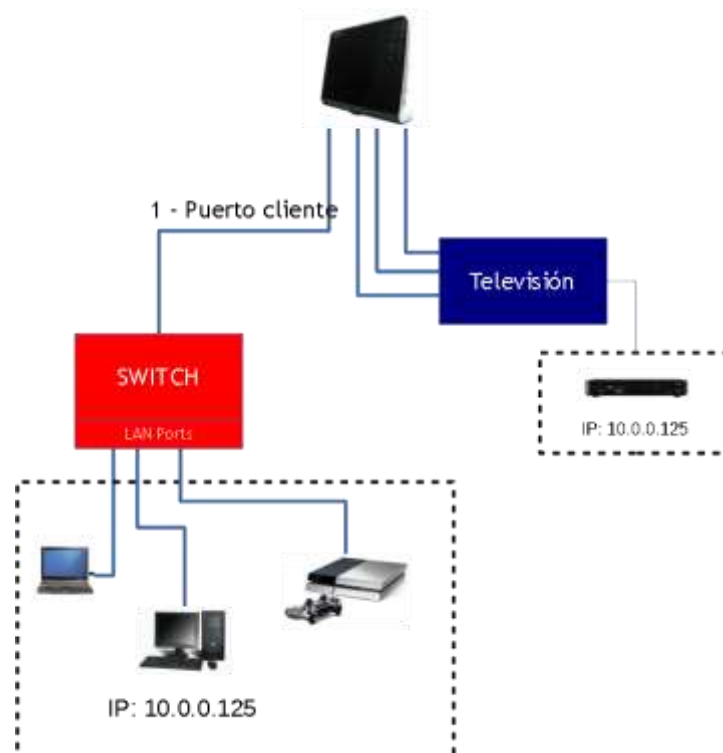 1 - Puerto cliente
Televisión
SWITCH
LAN Ports
IP: 10.0.0.125
IP: 10.0.0.125